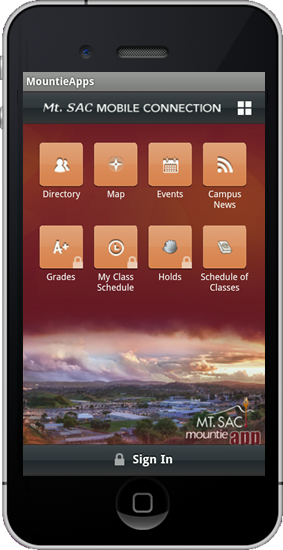 MountieApps
Mt. SAC MOBILE CONNECTION
Directory
Map
Events
Campus
News
A+
Grades
My Class
Schedule
Holds
Schedule of
Classes
MT. SAC
mountie app
Sign In